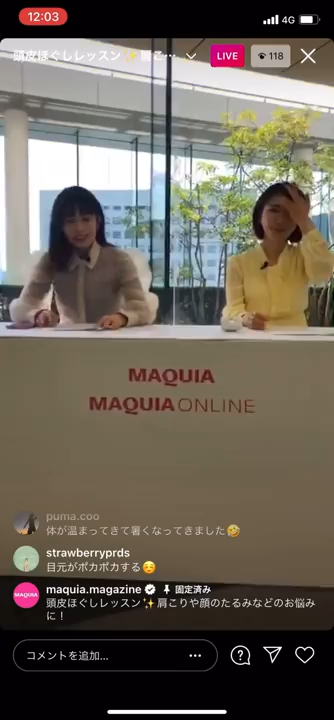 12:03
4G
頭皮ほぐしレッスン✨肩こ…
LIVE
118
MAQUIA
MAQUIA ONLINE
puma.coo
体が温まってきて暑くなってきました🤣
strawberryprds
目元がポカポカする☺️
maquia.magazine 固定済み
MAQUIA
頭皮ほぐしレッスン✨肩こりや顔のたるみなどのお悩み
に！
コメントを追加...